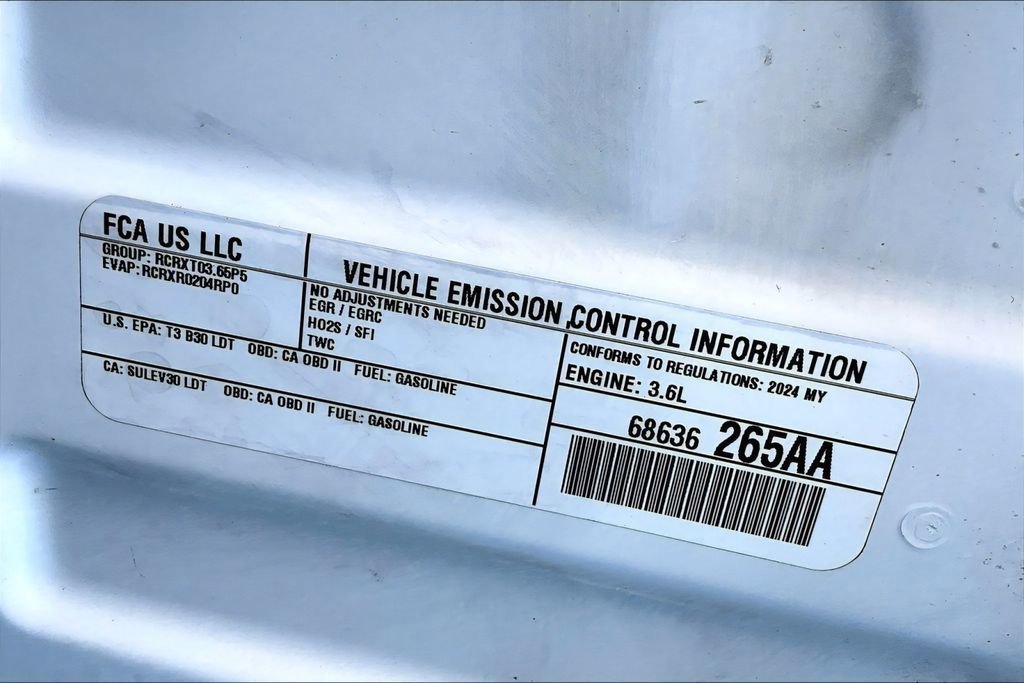 FCA US LLC
GROUP: RCRXT03.65P5
EVAP: RCRXR0204RP0
VEHICLE EMISSION CONTROL INFORMATION
NO ADJUSTMENTS NEEDED
EGR / EGRC
HO2S / SFI
TWC
U.S. EPA: T3 B30 LDT OBD: CA OBD II FUEL: GASOLINE
CA: SULEV30 LDT OBD: CA OBD II FUEL: GASOLINE
CONFORMS TO REGULATIONS: 2024 MY
ENGINE: 3.6L
68636 265AA